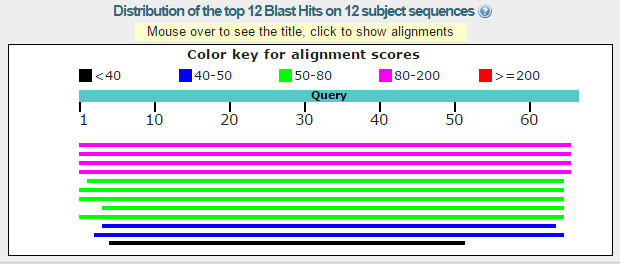 Distribution of the top 12 Blast Hits on 12 subject sequences ?
Mouse over to see the title, click to show alignments
Color key for alignment scores
<40 40-50 50-80 80-200 >=200
Query
1 10 20 30 40 50 60